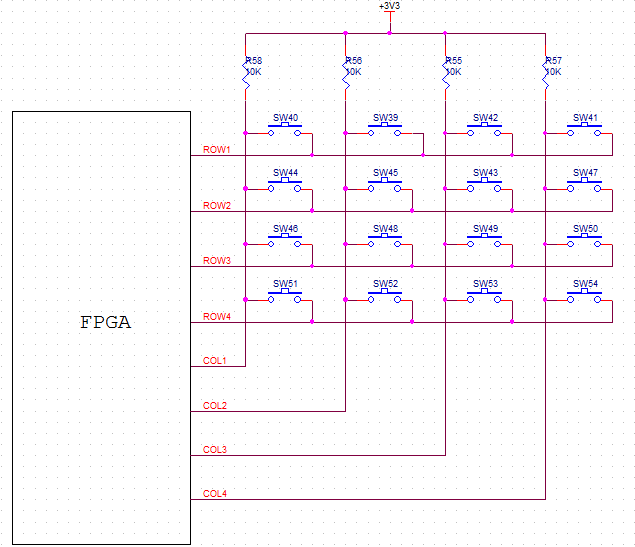 +3V3
R58 R56 R55 R57
10K 10K 10K 10K
SW40 SW39 SW42 SW41
ROW1
SW44 SW45 SW43 SW47
ROW2
SW46 SW48 SW49 SW50
ROW3
SW51 SW52 SW53 SW54
ROW4
FPGA
COL1
COL2
COL3
COL4